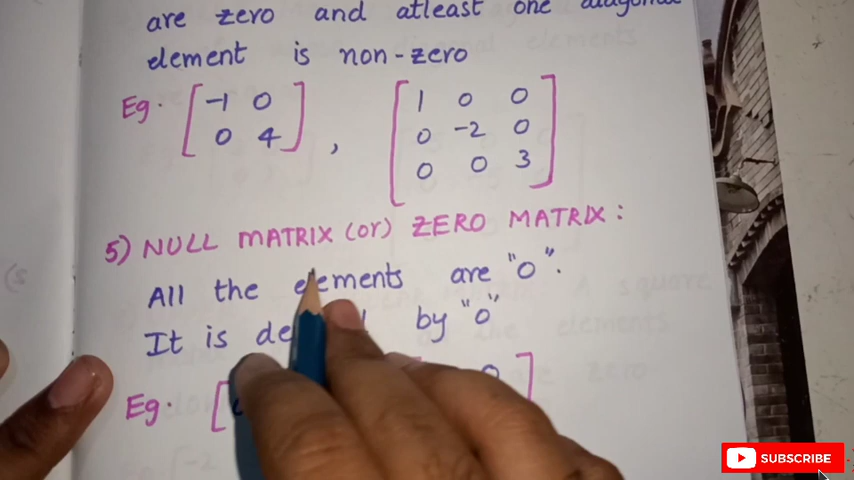 are zero and atleast one diagonal
element is non-zero
Eg. [-1 0
0 4] , [1 0 0
0 -2 0
0 0 3]
5) NULL MATRIX (or) ZERO MATRIX:
All the elements are "0".
It is by "0"
Eg. [ 0 ]
SUBSCRIBE